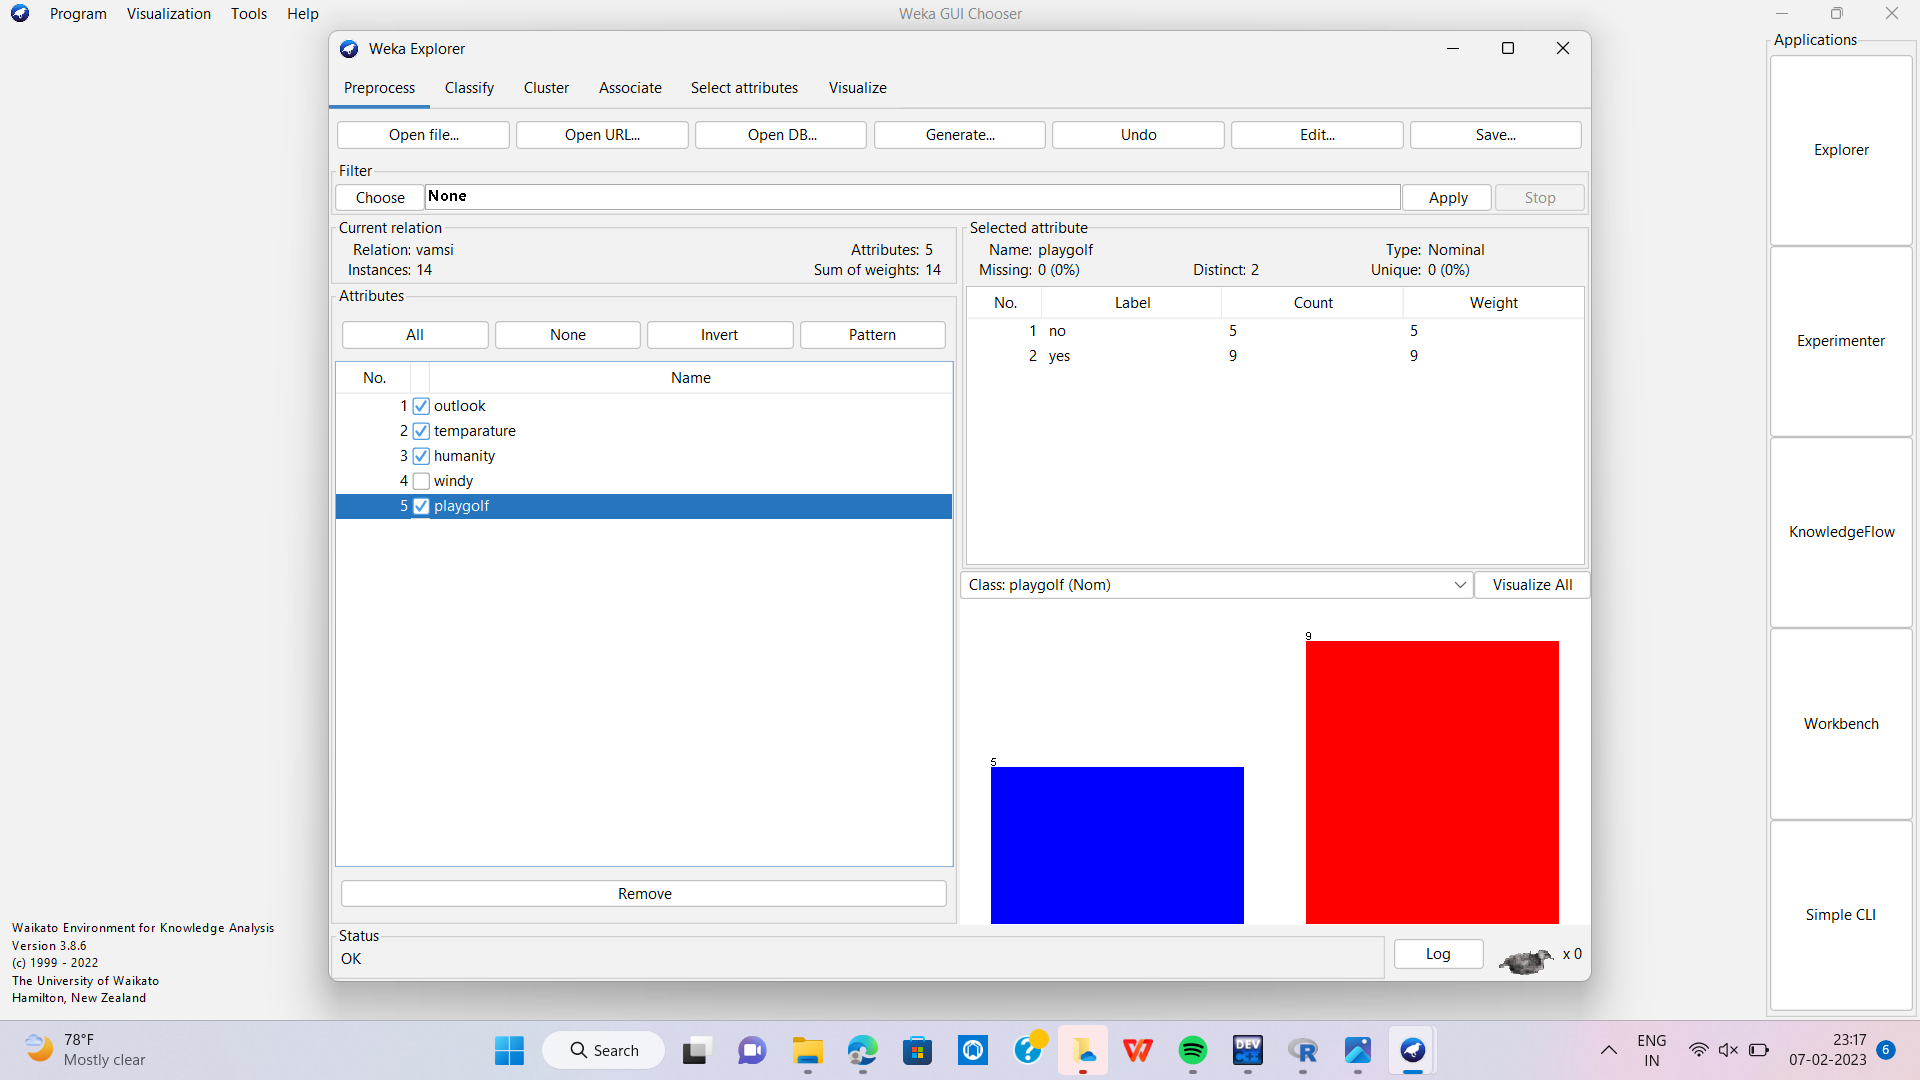 Program Visualization Tools Help Weka GUI Chooser
Weka Explorer
Preprocess Classify Cluster Associate Select attributes Visualize
Open file... Open URL... Open DB... Generate... Undo Edit... Save...
Filter
Choose None Apply Stop
Current relation
Relation: vamsi Attributes: 5
Instances: 14 Sum of weights: 14
Attributes
All None Invert Pattern
No. Name
1 outlook
2 temparature
3 humanity
4 windy
5 playgolf
Remove
Selected attribute
Name: playgolf Type: Nominal
Missing: 0 (0%) Distinct: 2 Unique: 0 (0%)
No. Label Count Weight
1 no 5 5
2 yes 9 9
Class: playgolf (Nom) Visualize All
9
5
Status
OK
Log x 0
Applications
Explorer
Experimenter
KnowledgeFlow
Workbench
Simple CLI
Waikato Environment for Knowledge Analysis
Version 3.8.6
(c) 1999 - 2022
The University of Waikato
Hamilton, New Zealand
78°F
Mostly clear
Search
DEV
C++
R
ENG
IN
23:17
07-02-2023
6